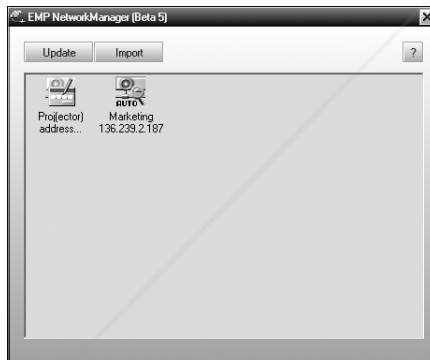 EMP NetworkManager (Beta 5)
Update
Import
?
Proj(ector)
address...
AUTO
Marketing
136.239.2.187